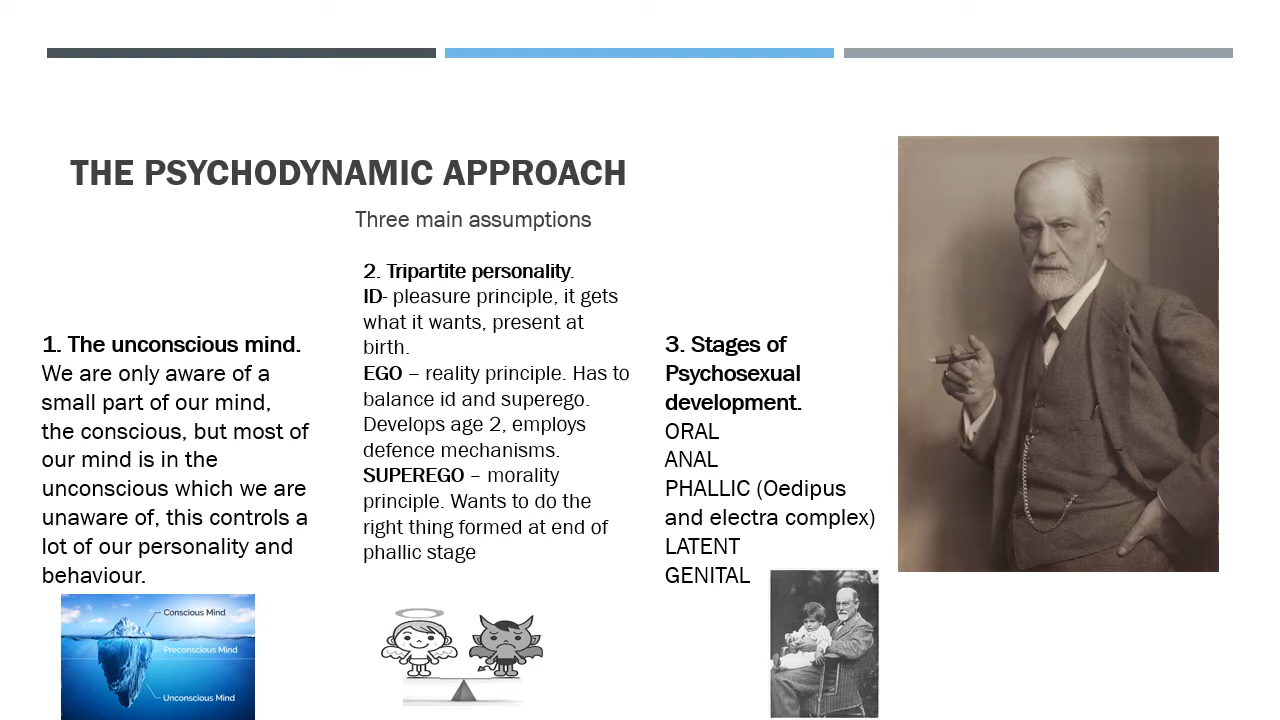 THE PSYCHODYNAMIC APPROACH
Three main assumptions
1. The unconscious mind.
We are only aware of a
small part of our mind,
the conscious, but most of
our mind is in the
unconscious which we are
unaware of, this controls a
lot of our personality and
behaviour.
Conscious Mind
Preconscious Mind
Unconscious Mind
2. Tripartite personality.
ID- pleasure principle, it gets
what it wants, present at
birth.
EGO – reality principle. Has to
balance id and superego.
Develops age 2, employs
defence mechanisms.
SUPEREGO – morality
principle. Wants to do the
right thing formed at end of
phallic stage
3. Stages of
Psychosexual
development.
ORAL
ANAL
PHALLIC (Oedipus
and electra complex)
LATENT
GENITAL